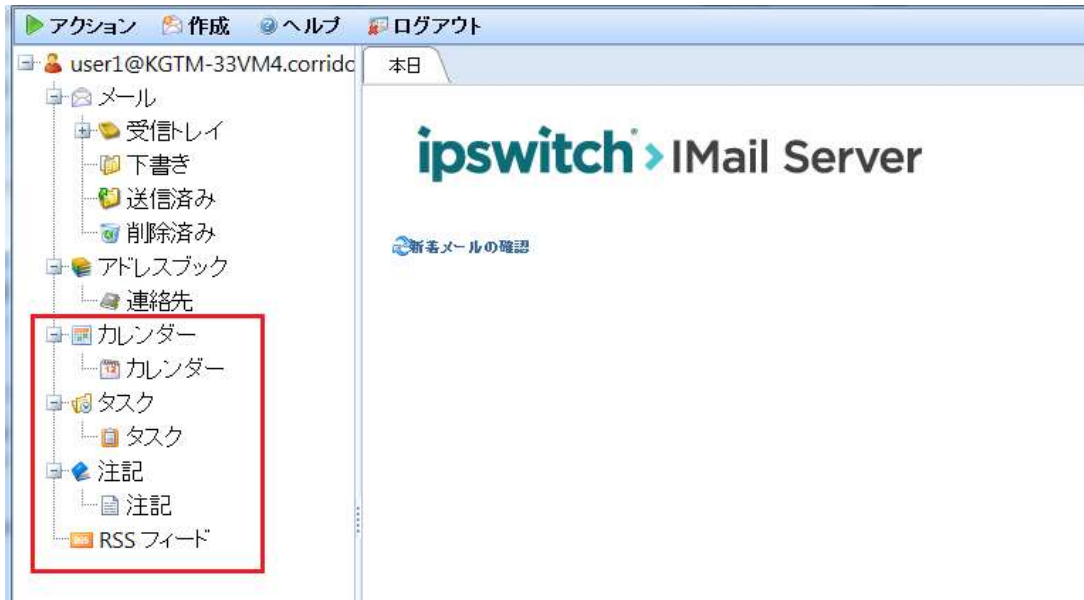 アクション 作成 ヘルプ ログアウト
user1@KGTM-33VM4.corrido
メール
受信トレイ
下書き
送信済み
削除済み
アドレスブック
連絡先
カレンダー
カレンダー
タスク
タスク
注記
注記
RSS フィード
本日
ipswitch IMail Server
新着メールの確認